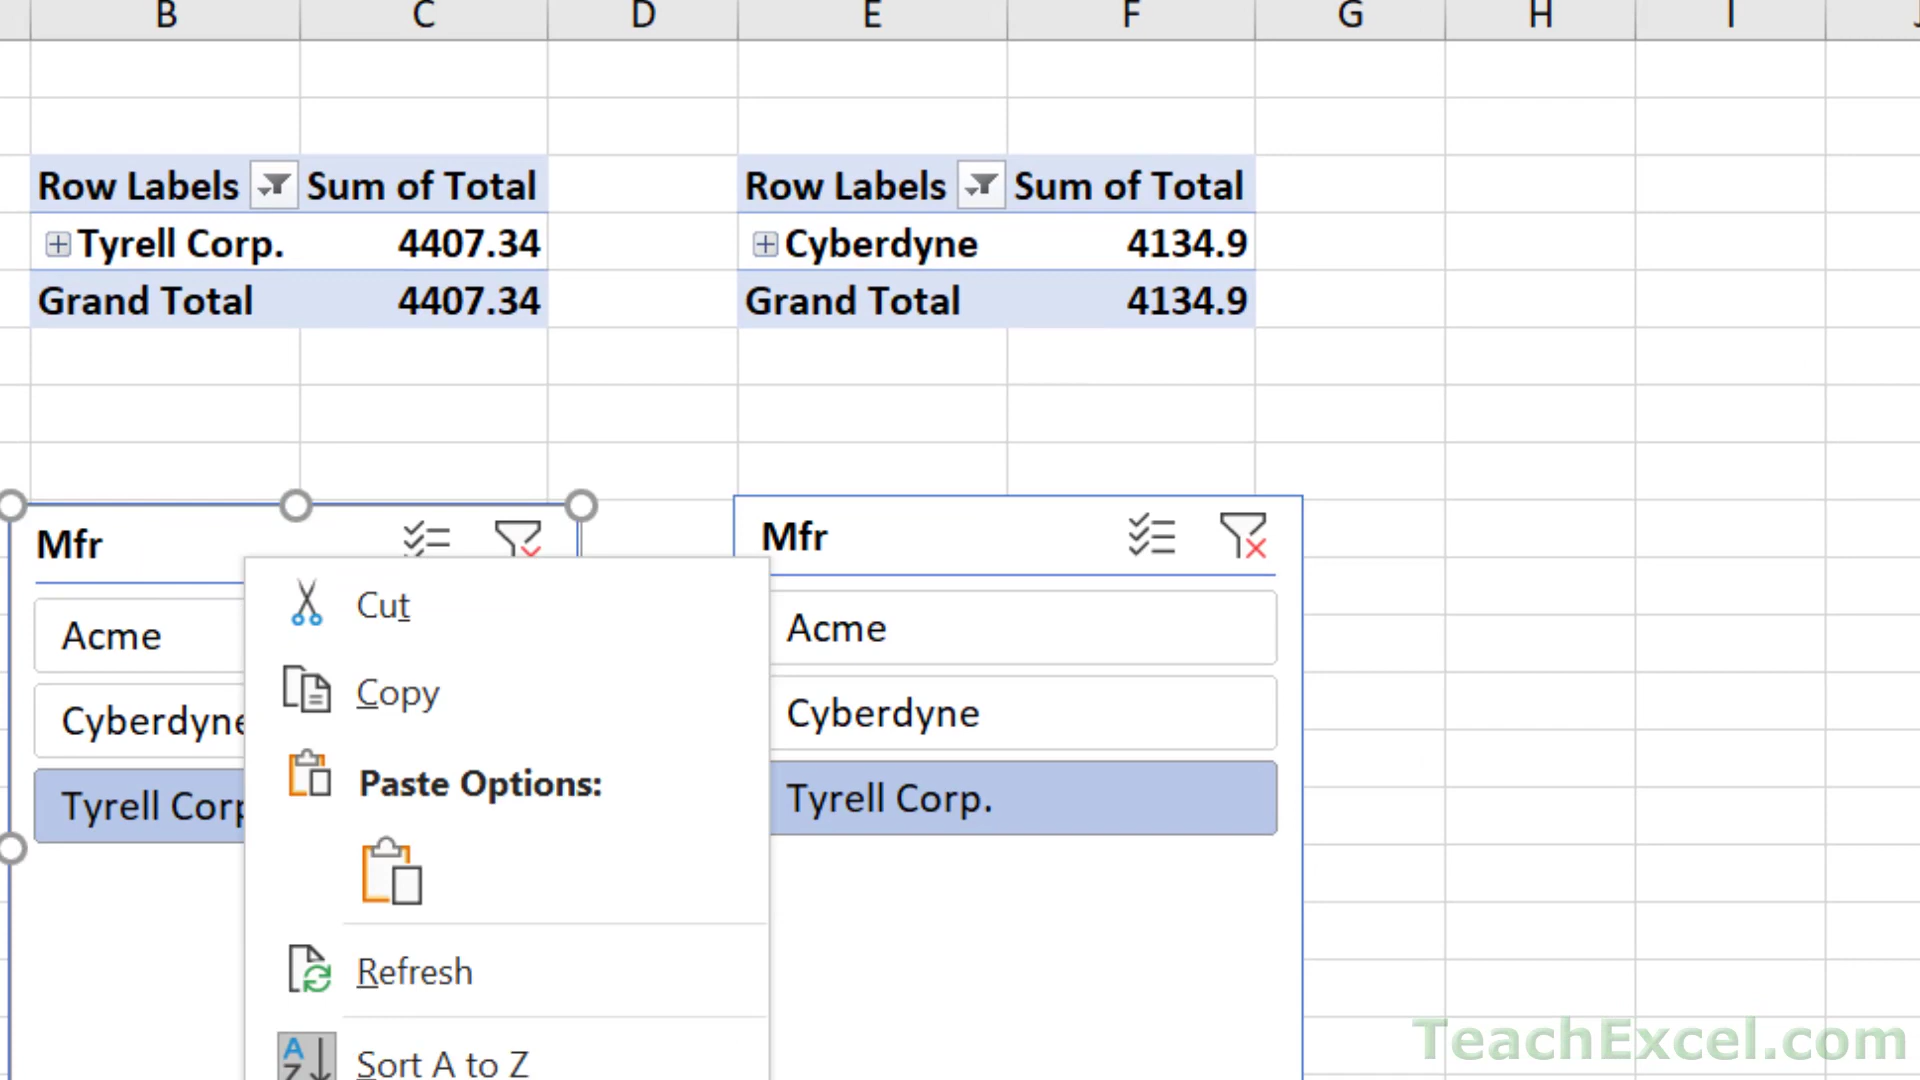 B C D E F G H I
Row Labels Sum of Total Row Labels Sum of Total
Tyrell Corp. 4407.34 Cyberdyne 4134.9
Grand Total 4407.34 Grand Total 4134.9
Mfr
Acme
Cyberdyne
Tyrell Corp
Cut
Copy
Paste Options:
Refresh
Sort A to Z
Mfr
Acme
Cyberdyne
Tyrell Corp.
TeachExcel.com